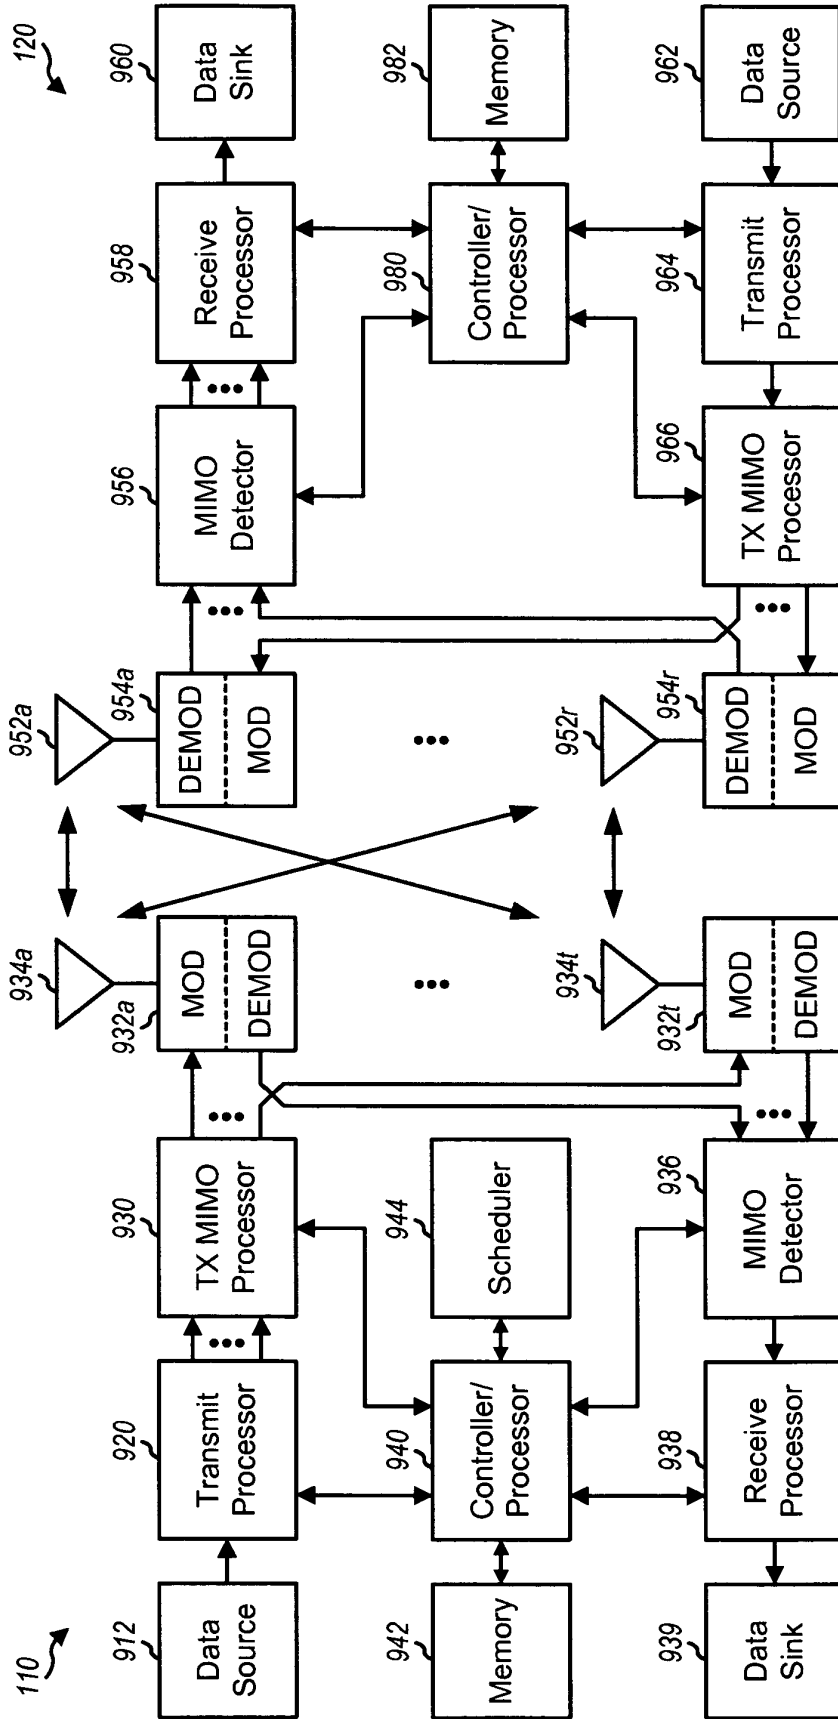 110
120
912
Data
Source
920
Transmit
Processor
930
TX MIMO
Processor
932a
934a
MOD
DEMOD
952a
954a
DEMOD
MOD
956
MIMO
Detector
958
Receive
Processor
960
Data
Sink
942
Memory
940
Controller/
Processor
944
Scheduler
980
Controller/
Processor
982
Memory
939
Data
Sink
938
Receive
Processor
936
MIMO
Detector
932t
934t
MOD
DEMOD
952r
954r
DEMOD
MOD
966
TX MIMO
Processor
964
Transmit
Processor
962
Data
Source